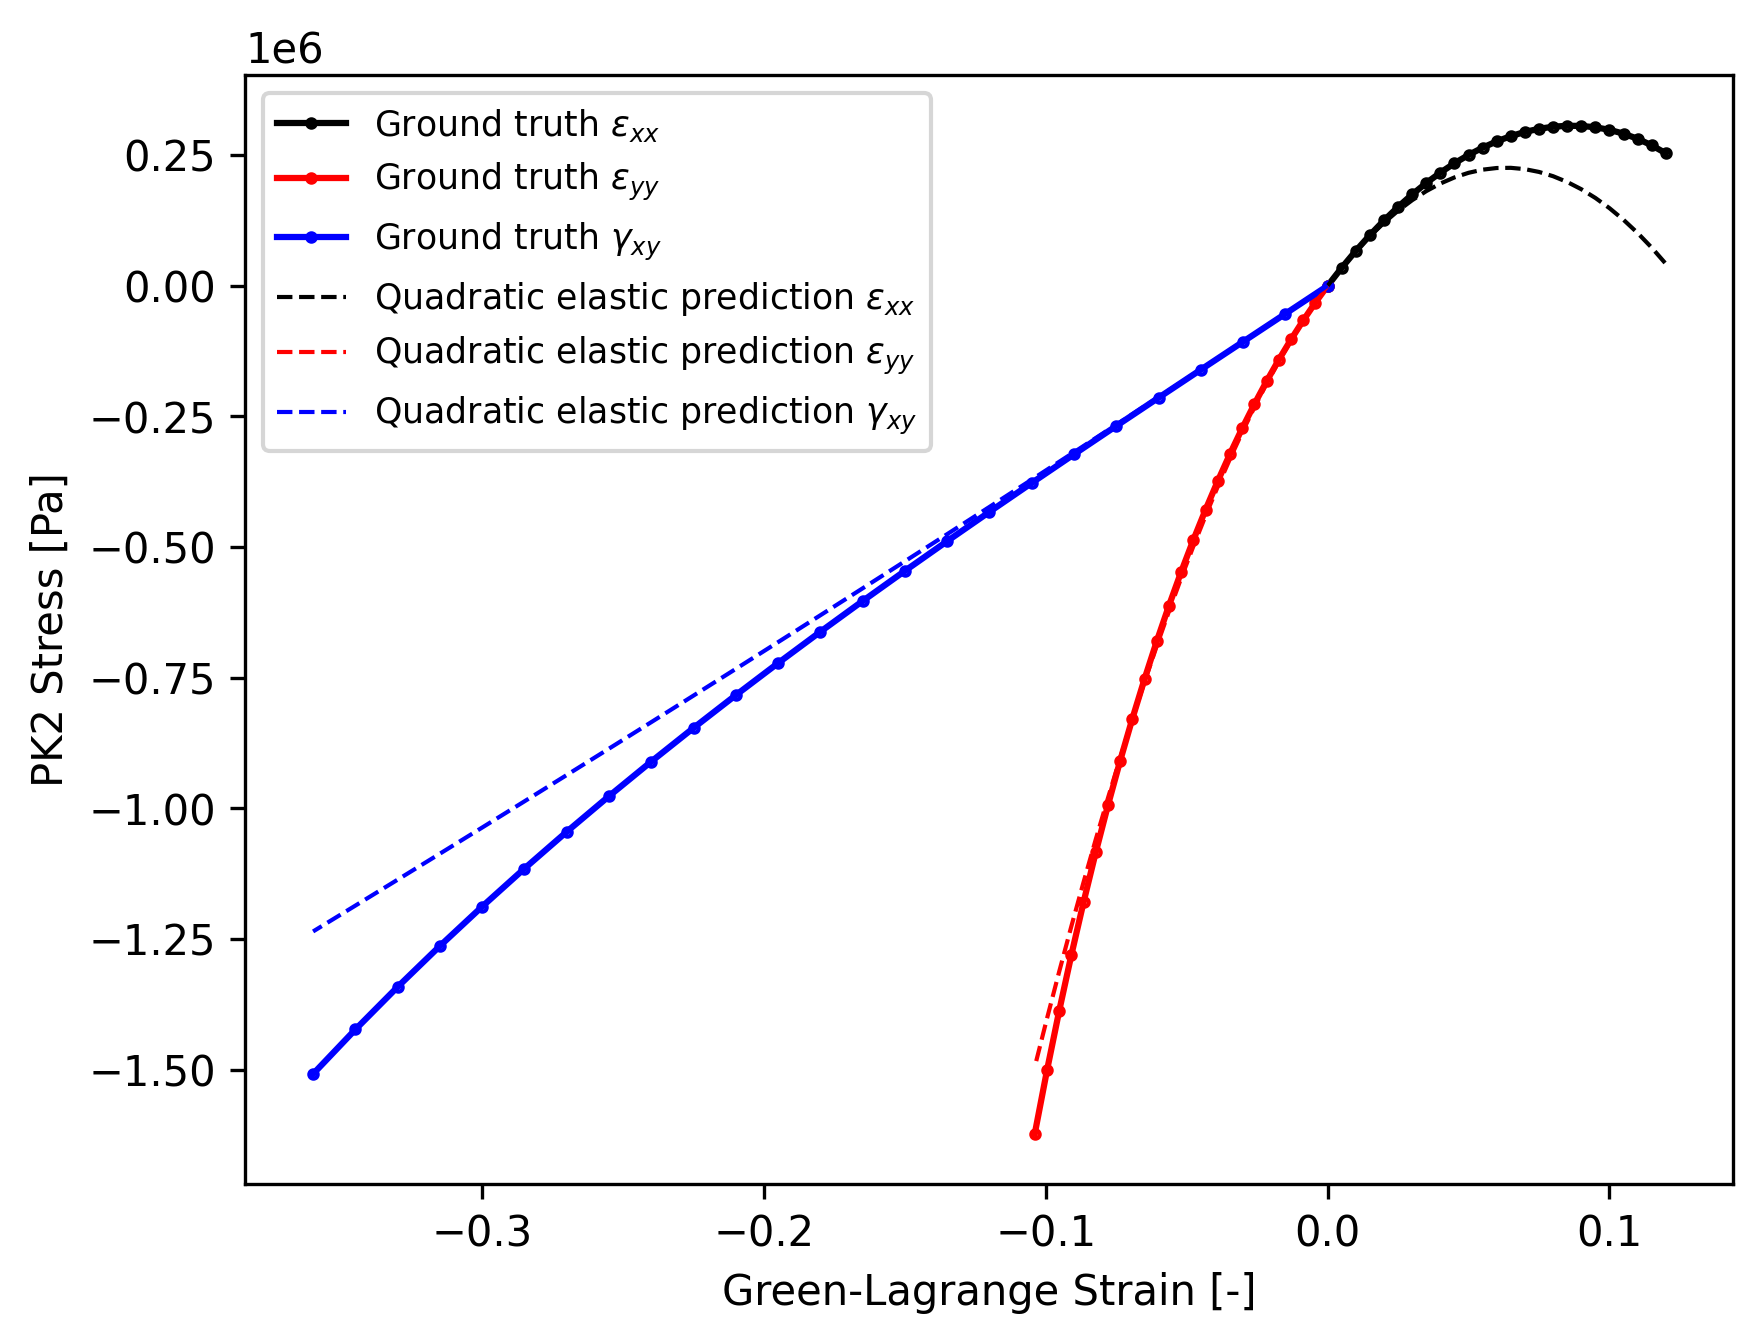 1e6
Ground truth εxx
Ground truth εyy
Ground truth γxy
Quadratic elastic prediction εxx
Quadratic elastic prediction εyy
Quadratic elastic prediction γxy
0.25
0.00
−0.25
−0.50
−0.75
−1.00
−1.25
−1.50
PK2 Stress [Pa]
−0.3 −0.2 −0.1 0.0 0.1
Green-Lagrange Strain [-]